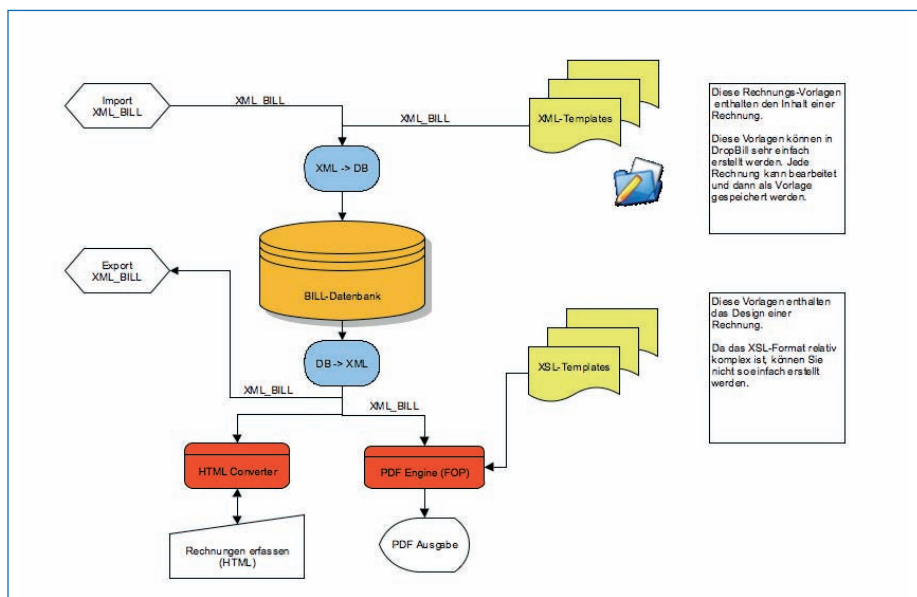 Import
XML_BILL
XML_BILL
XML_BILL
XML-Templates
Diese Rechnungs-Vorlagen
enthalten den Inhalt einer
Rechnung.
Diese Vorlagen können in
DropBill sehr einfach
erstellt werden. Jede
Rechnung kann bearbeitet
und dann als Vorlage
gespeichert werden.
XML -> DB
Export
XML_BILL
BILL-Datenbank
Diese Vorlagen enthalten
das Design einer
Rechnung.
Da das XSL-Format relativ
komplex ist, können Sie
nicht so einfach erstellt
werden.
DB -> XML
XSL-Templates
XML_BILL
XML_BILL
HTML Converter
PDF Engine (FOP)
Rechnungen erfassen
(HTML)
PDF Ausgabe